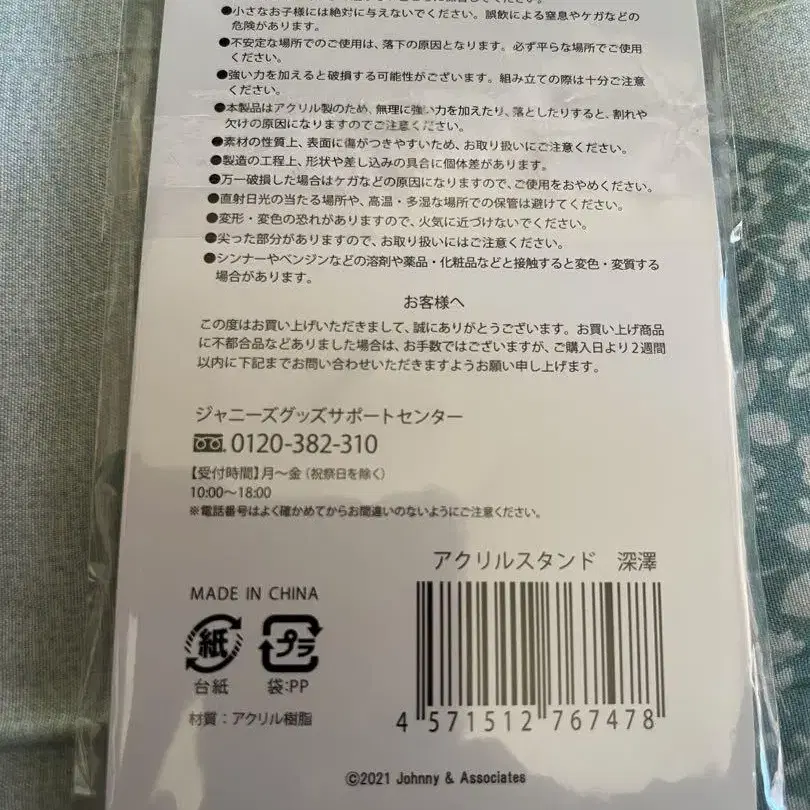 ●小さなお子様には絶対に与えないでください。誤飲による窒息やケガなどの
危険があります。
●不安定な場所でのご使用は、落下の原因となります。必ず平らな場所でご使用
ください。
●強い力を加えると破損する可能性がございます。組み立ての際は十分ご注意
ください。
●本製品はアクリル製のため、無理に強い力を加えたり、落としたりすると、割れや
欠けの原因になりますのでご注意ください。
●素材の性質上、表面に傷がつきやすいため、お取り扱いにご注意ください。
●製造の工程上、形状や差し込みの具合に個体差があります。
●万一破損した場合はケガなどの原因になりますので、ご使用をおやめください。
●直射日光の当たる場所や、高温・多湿な場所での保管は避けてください。
●変形・変色の恐れがありますので、火気に近づけないでください。
●尖った部分がありますので、お取り扱いにはご注意ください。
●シンナーやベンジンなどの溶剤や薬品・化粧品などと接触すると変色・変質する
場合があります。
お客様へ
この度はお買い上げいただきまして、誠にありがとうございます。お買い上げ商品
に不都合品などありました場合は、お手数ではございますが、ご購入日より2週間
以内に下記までお問い合わせいただきますようお願い申し上げます。
ジャニーズグッズサポートセンター
0120-382-310
【受付時間】月～金（祝祭日を除く）
10:00～18:00
※電話番号はよく確かめてからお間違いのないようにご注意ください。
アクリルスタンド 深澤
MADE IN CHINA
紙 プラ
台紙 袋:PP
材質：アクリル樹脂
4 571512 767478
©2021 Johnny & Associates